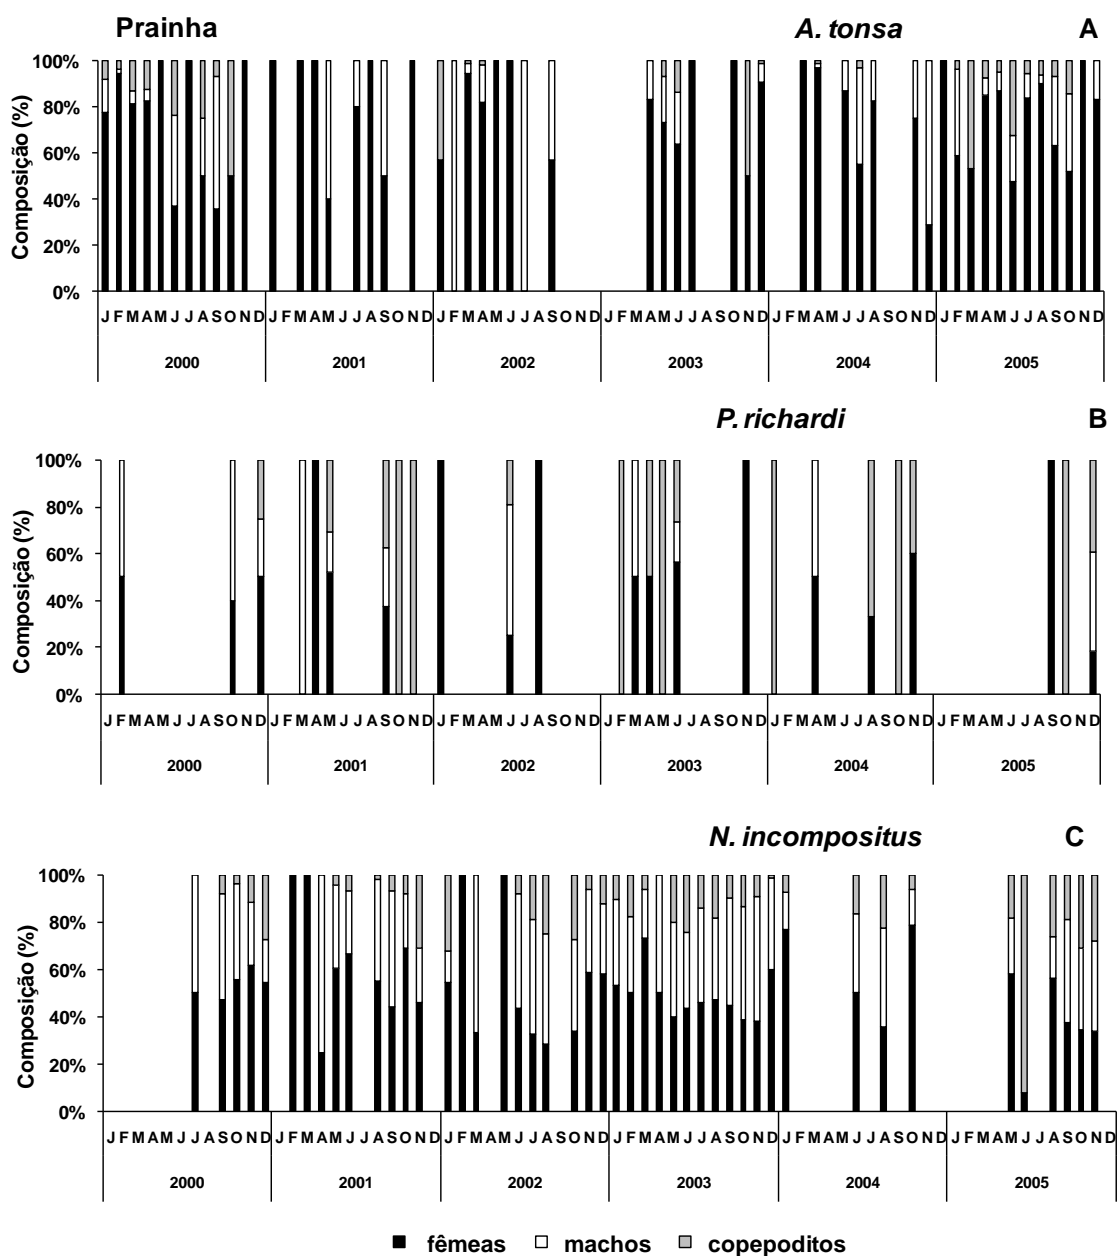 Prainha A. tonsa A
Composição (%)
100%
80%
60%
40%
20%
0%
J F M A M J J A S O N D J F M A M J J A S O N D J F M A M J J A S O N D J F M A M J J A S O N D J F M A M J J A S O N D J F M A M J J A S O N D
2000 2001 2002 2003 2004 2005
P. richardi B
Composição (%)
100%
80%
60%
40%
20%
0%
J F M A M J J A S O N D J F M A M J J A S O N D J F M A M J J A S O N D J F M A M J J A S O N D J F M A M J J A S O N D J F M A M J J A S O N D
2000 2001 2002 2003 2004 2005
N. incompositus C
Composição (%)
100%
80%
60%
40%
20%
0%
J F M A M J J A S O N D J F M A M J J A S O N D J F M A M J J A S O N D J F M A M J J A S O N D J F M A M J J A S O N D J F M A M J J A S O N D
2000 2001 2002 2003 2004 2005
fêmeas machos copepoditos